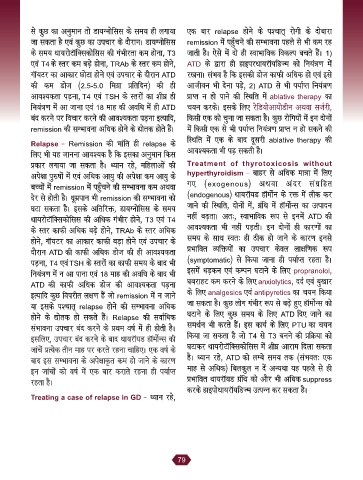 से कुछ का अनुमान तो डायग्नोसिस के समय ही लगाया
जा सकता है एवं कुछ का उपचार के दौरान। डायग्नोसिस
के समय थायरोटॉक्सिकोसिस की गंभीरता कम होना, T3
एवं T4 के स्तर कम बढ़े होना, TRAb के स्तर कम होने,
गॉयटर का आकार छोटा होने एवं उपचार के दौरान ATD
की कम डोज (2.5-5.0 मिग्रा प्रतिदिन) की ही
आवश्यकता पड़ना, T4 एवं TSH के स्तरों का शीघ्र ही
नियंत्रण में आ जाना एवं 18 माह की अवधि में ही ATD
बंद करने पर विचार करने की आवश्यकता पड़ना इत्यादि,
remission की सम्भावना अधिक होने के द्योतक होते हैं।
Relapse – Remission की भांति ही relapse के
लिए भी यह जानना आवश्यक है कि इसका अनुमान किस
प्रकार लगाया जा सकता है। ध्यान रहे, महिलाओं की
अपेक्षा पुरुषों में एवं अधिक आयु की अपेक्षा कम आयु के
बच्चों में remission में पहुँचने की सम्भावना कम अथवा
देर से होती है। धूम्रपान भी remission की सम्भावना को
घटा सकता है। इसके अतिरिक्त, डायग्नोसिस के समय
थायरोटॉक्सिकोसिस की अधिक गंभीर होने, T3 एवं T4
के स्तर काफी अधिक बढ़े होने, TRAb के स्तर अधिक
होने, गॉयटर का आकार काफी बड़ा होने एवं उपचार के
दौरान ATD की काफी अधिक डोज की ही आवश्यकता
पड़ना, T4 एवं TSH के स्तरों का काफी समय के बाद भी
नियंत्रण में न आ पाना एवं 18 माह की अवधि के बाद भी
ATD की काफी अधिक डोज की आवश्यकता पड़ना
इत्यादि कुछ निर्धारित लक्षण हैं जो remission में न जाने
या इसके पश्चात् relapse होने की सम्भावना अधिक
होने के द्योतक हो सकते हैं। Relapse की सर्वाधिक
संभावना उपचार बंद करने के प्रथम वर्ष में ही होती है।
इसलिए, उपचार बंद करने के बाद थायरॉयड हॉर्मोन्स की
जांचें प्रत्येक तीन माह पर करते रहना चाहिए। एक वर्ष के
बाद इस सम्भावना के अपेक्षाकृत कम हो जाने के कारण
इन जांचों को वर्ष में एक बार कराते रहना ही पर्याप्त
रहता है।
Treating a case of relapse in GD – ध्यान रहे,
एक बार relapse होने के पश्चात् रोगी के दोबारा
remission में पहुँचने की सम्भावना पहले से भी कम रह
जाती है। ऐसे में दो ही स्वाभाविक विकल्प बचते हैं। 1)
ATD के द्वारा ही हाइपरथायरॉयडिज्म को नियंत्रण में
रखना। संभव है कि इसकी डोज काफी अधिक हो एवं इसे
आजीवन भी देना पड़े, 2) ATD से भी पर्याप्त नियंत्रण
प्राप्त न हो पाने की स्थिति में ablative therapy का
चयन करना। इसके लिए रेडियोआयोडीन अथवा सर्जरी,
किसी एक को चुना जा सकता है। कुछ रोगियों में इन दोनों
में किसी एक से भी पर्याप्त नियंत्रण प्राप्त न हो सकने की
स्थिति में एक के बाद दूसरी ablative therapy की
आवश्यकता भी पड़ सकती है।
Treatment of thyrotoxicosis without
hyperthyroidism – बाहर से अधिक मात्रा में लिए
गए (exogenous) अथवा अंदर संग्रहित
(endogenous) थायरॉयड हॉर्मोन के रक्त में लीक कर
जाने की स्थिति, दोनों में, ग्रंथि में हॉर्मोन्स का उत्पादन
नहीं बढ़ता। अतः, स्वाभाविक रूप से इनमें ATD की
आवश्यकता भी नहीं पड़ती। इन दोनों ही कारणों का
समय के साथ स्वतः ही ठीक हो जाने के कारण इनसे
प्रभावित व्यक्तियों का उपचार केवल लाक्षणिक रूप
(symptomatic) से किया जाना ही पर्याप्त रहता है।
इसमें धड़कन एवं कम्पन घटाने के लिए propranolol,
घबराहट कम करने के लिए anxiolytics, दर्द एवं बुखार
के लिए analgesics एवं antipyretics का चयन किया
जा सकता है। कुछ लोग गंभीर रूप से बढ़े हुए हॉर्मोन्स को
घटाने के लिए कुछ समय के लिए ATD दिए जाने का
समर्थन भी करते हैं। इस कार्य के लिए PTU का चयन
किया जा सकता है जो T4 से T3 बनने की प्रक्रिया को
घटाकर थायरोटॉक्सिकोसिस में शीघ्र आराम दिला सकता
है। ध्यान रहे, ATD को लम्बे समय तक (संभवतः एक
माह से अधिक) बिलकुल न दें अन्यथा यह पहले से ही
प्रभावित थायरॉयड ग्रंथि को और भी अधिक suppress
करके हाइपोथायरॉयडिज्म उत्पन्न कर सकता है।
79